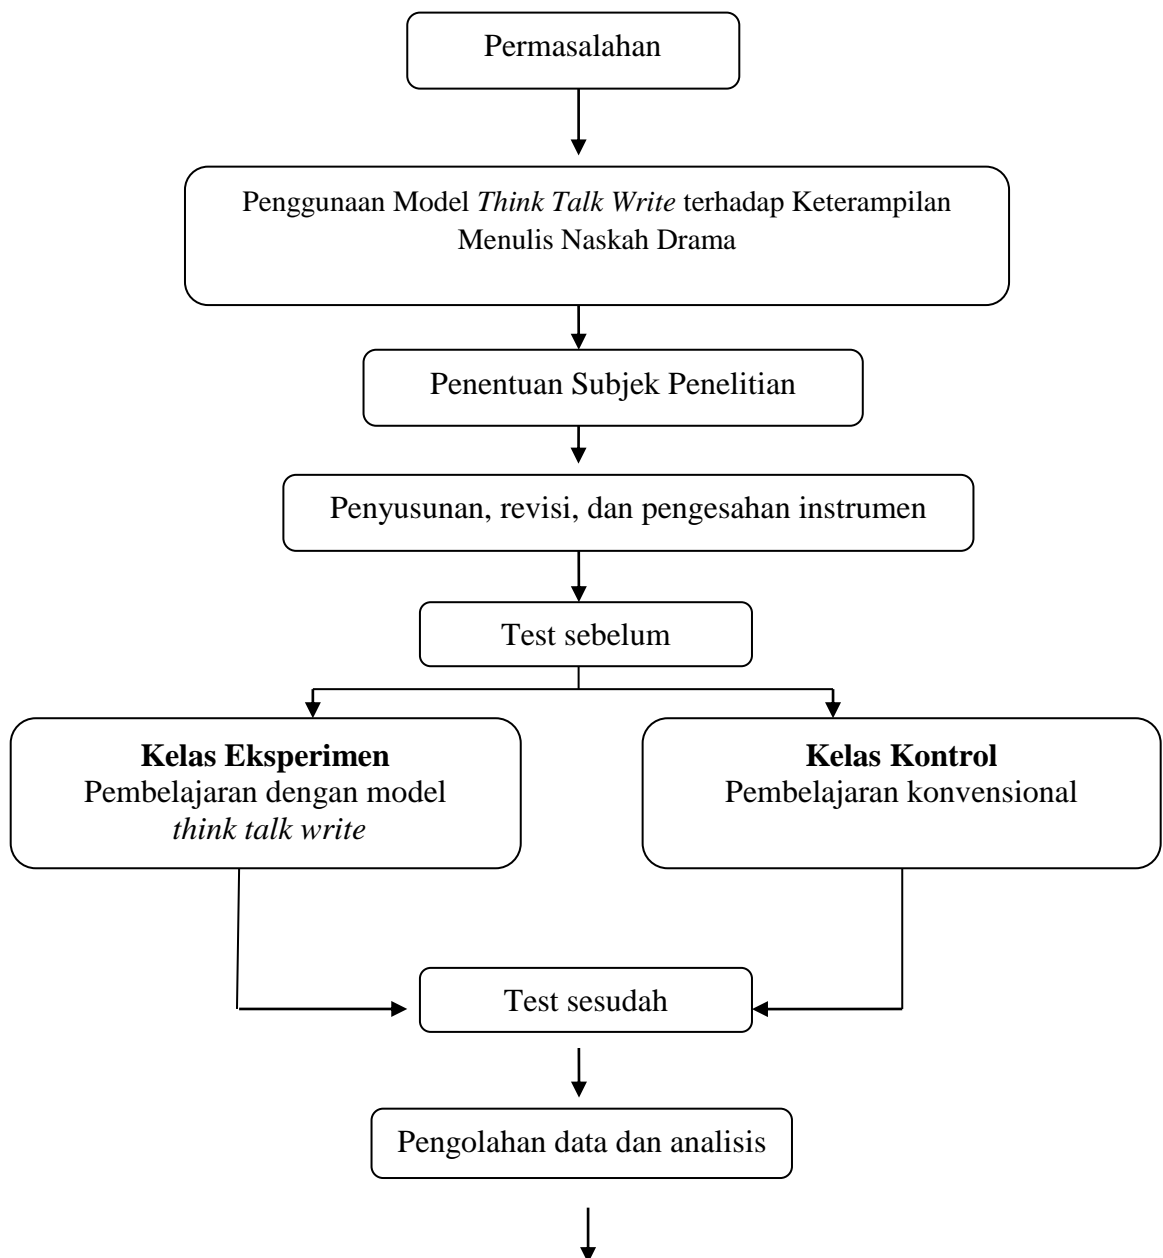 Permasalahan
Penggunaan Model Think Talk Write terhadap Keterampilan
Menulis Naskah Drama
Penentuan Subjek Penelitian
Penyusunan, revisi, dan pengesahan instrumen
Test sebelum
Kelas Eksperimen
Pembelajaran dengan model
think talk write
Kelas Kontrol
Pembelajaran konvensional
Test sesudah
Pengolahan data dan analisis